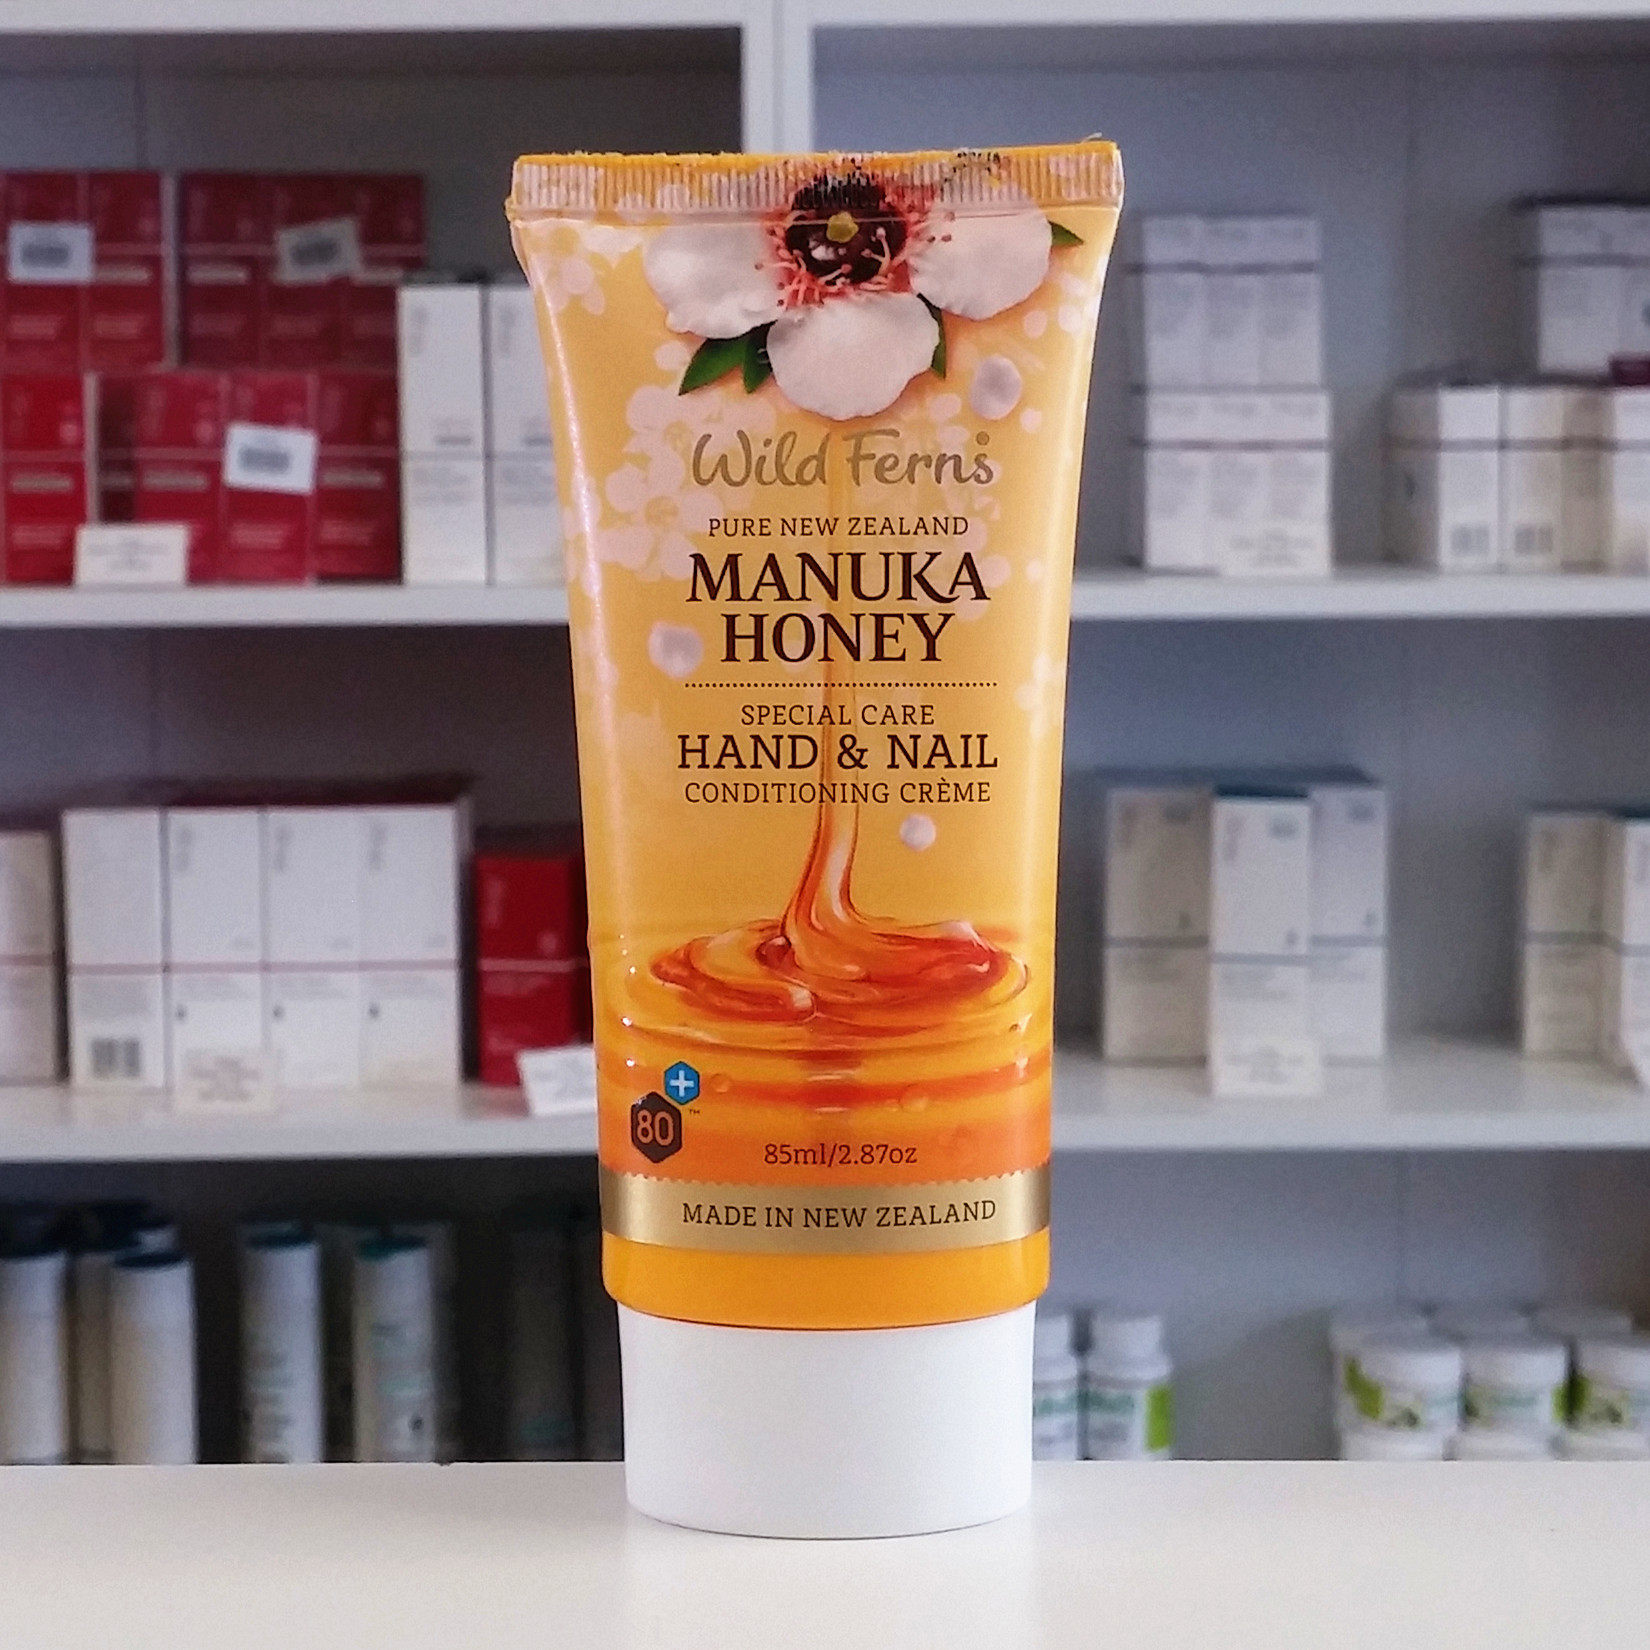 Wild Ferns
PURE NEW ZEALAND
MANUKA
HONEY
SPECIAL CARE
HAND & NAIL
CONDITIONING CRÈME
+
80™
85ml/2.87oz
MADE IN NEW ZEALAND